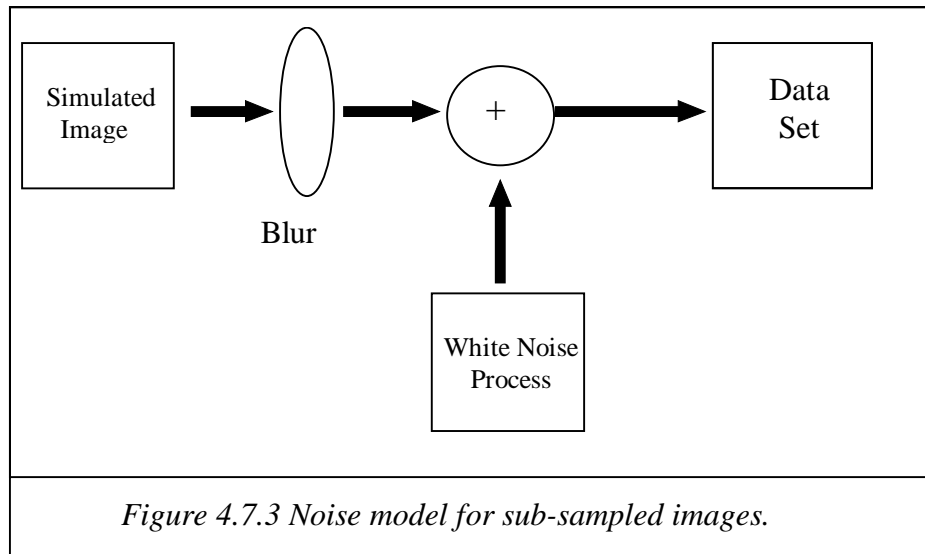 Simulated
Image
Blur
+
Data
Set
White Noise
Process
Figure 4.7.3 Noise model for sub-sampled images.